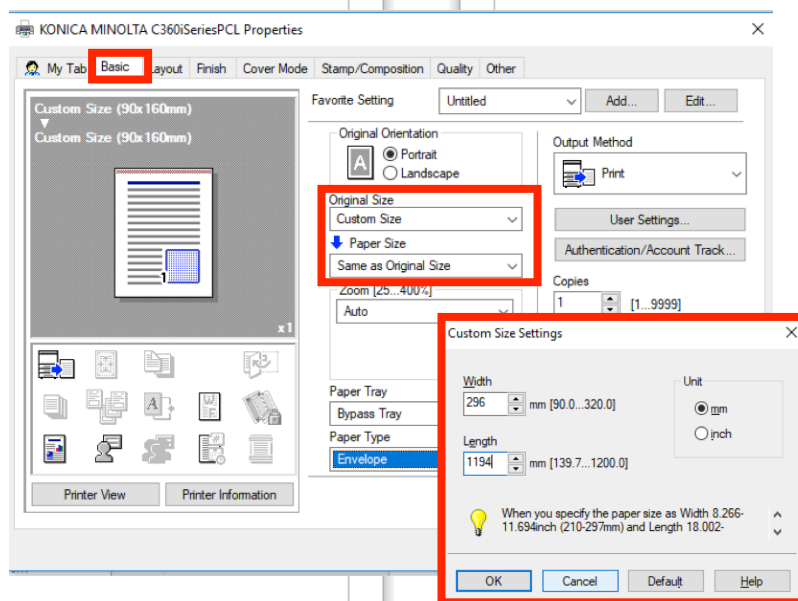 KONICA MINOLTA C360iSeriesPCL Properties
My Tab Basic Layout Finish Cover Mode Stamp/Composition Quality Other
Custom Size (90x160mm)
Custom Size (90x160mm)
1
x1
Printer View
Printer Information
Favorite Setting
Untitled
Add...
Edit...
Original Orientation
A
Portrait
Landscape
Original Size
Custom Size
Paper Size
Same as Original Size
Zoom [25...400%]
Auto
Paper Tray
Bypass Tray
Paper Type
Envelope
Output Method
Print
User Settings...
Authentication/Account Track...
Copies
1
[1...9999]
Custom Size Settings
Width
296 mm [90.0...320.0]
Length
1194 mm [139.7...1200.0]
Unit
mm
inch
When you specify the paper size as Width 8.266-
11.694inch (210-297mm) and Length 18.002-
OK
Cancel
Default
Help